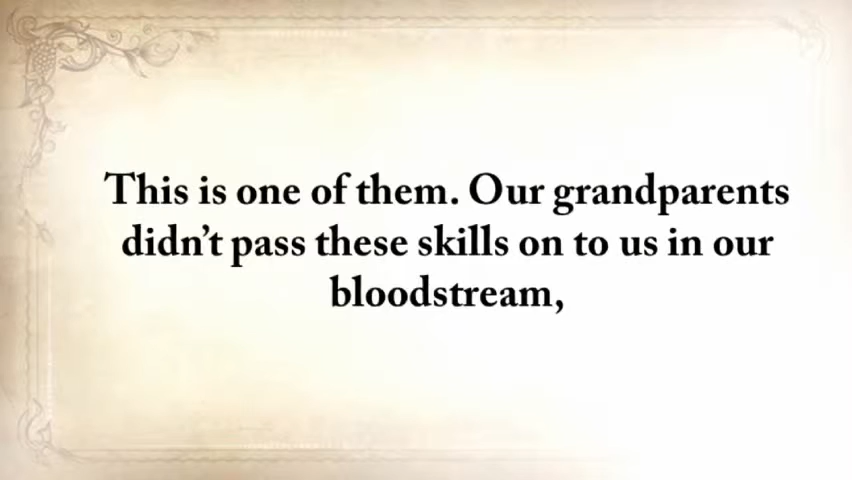 This is one of them. Our grandparents
didn’t pass these skills on to us in our
bloodstream,